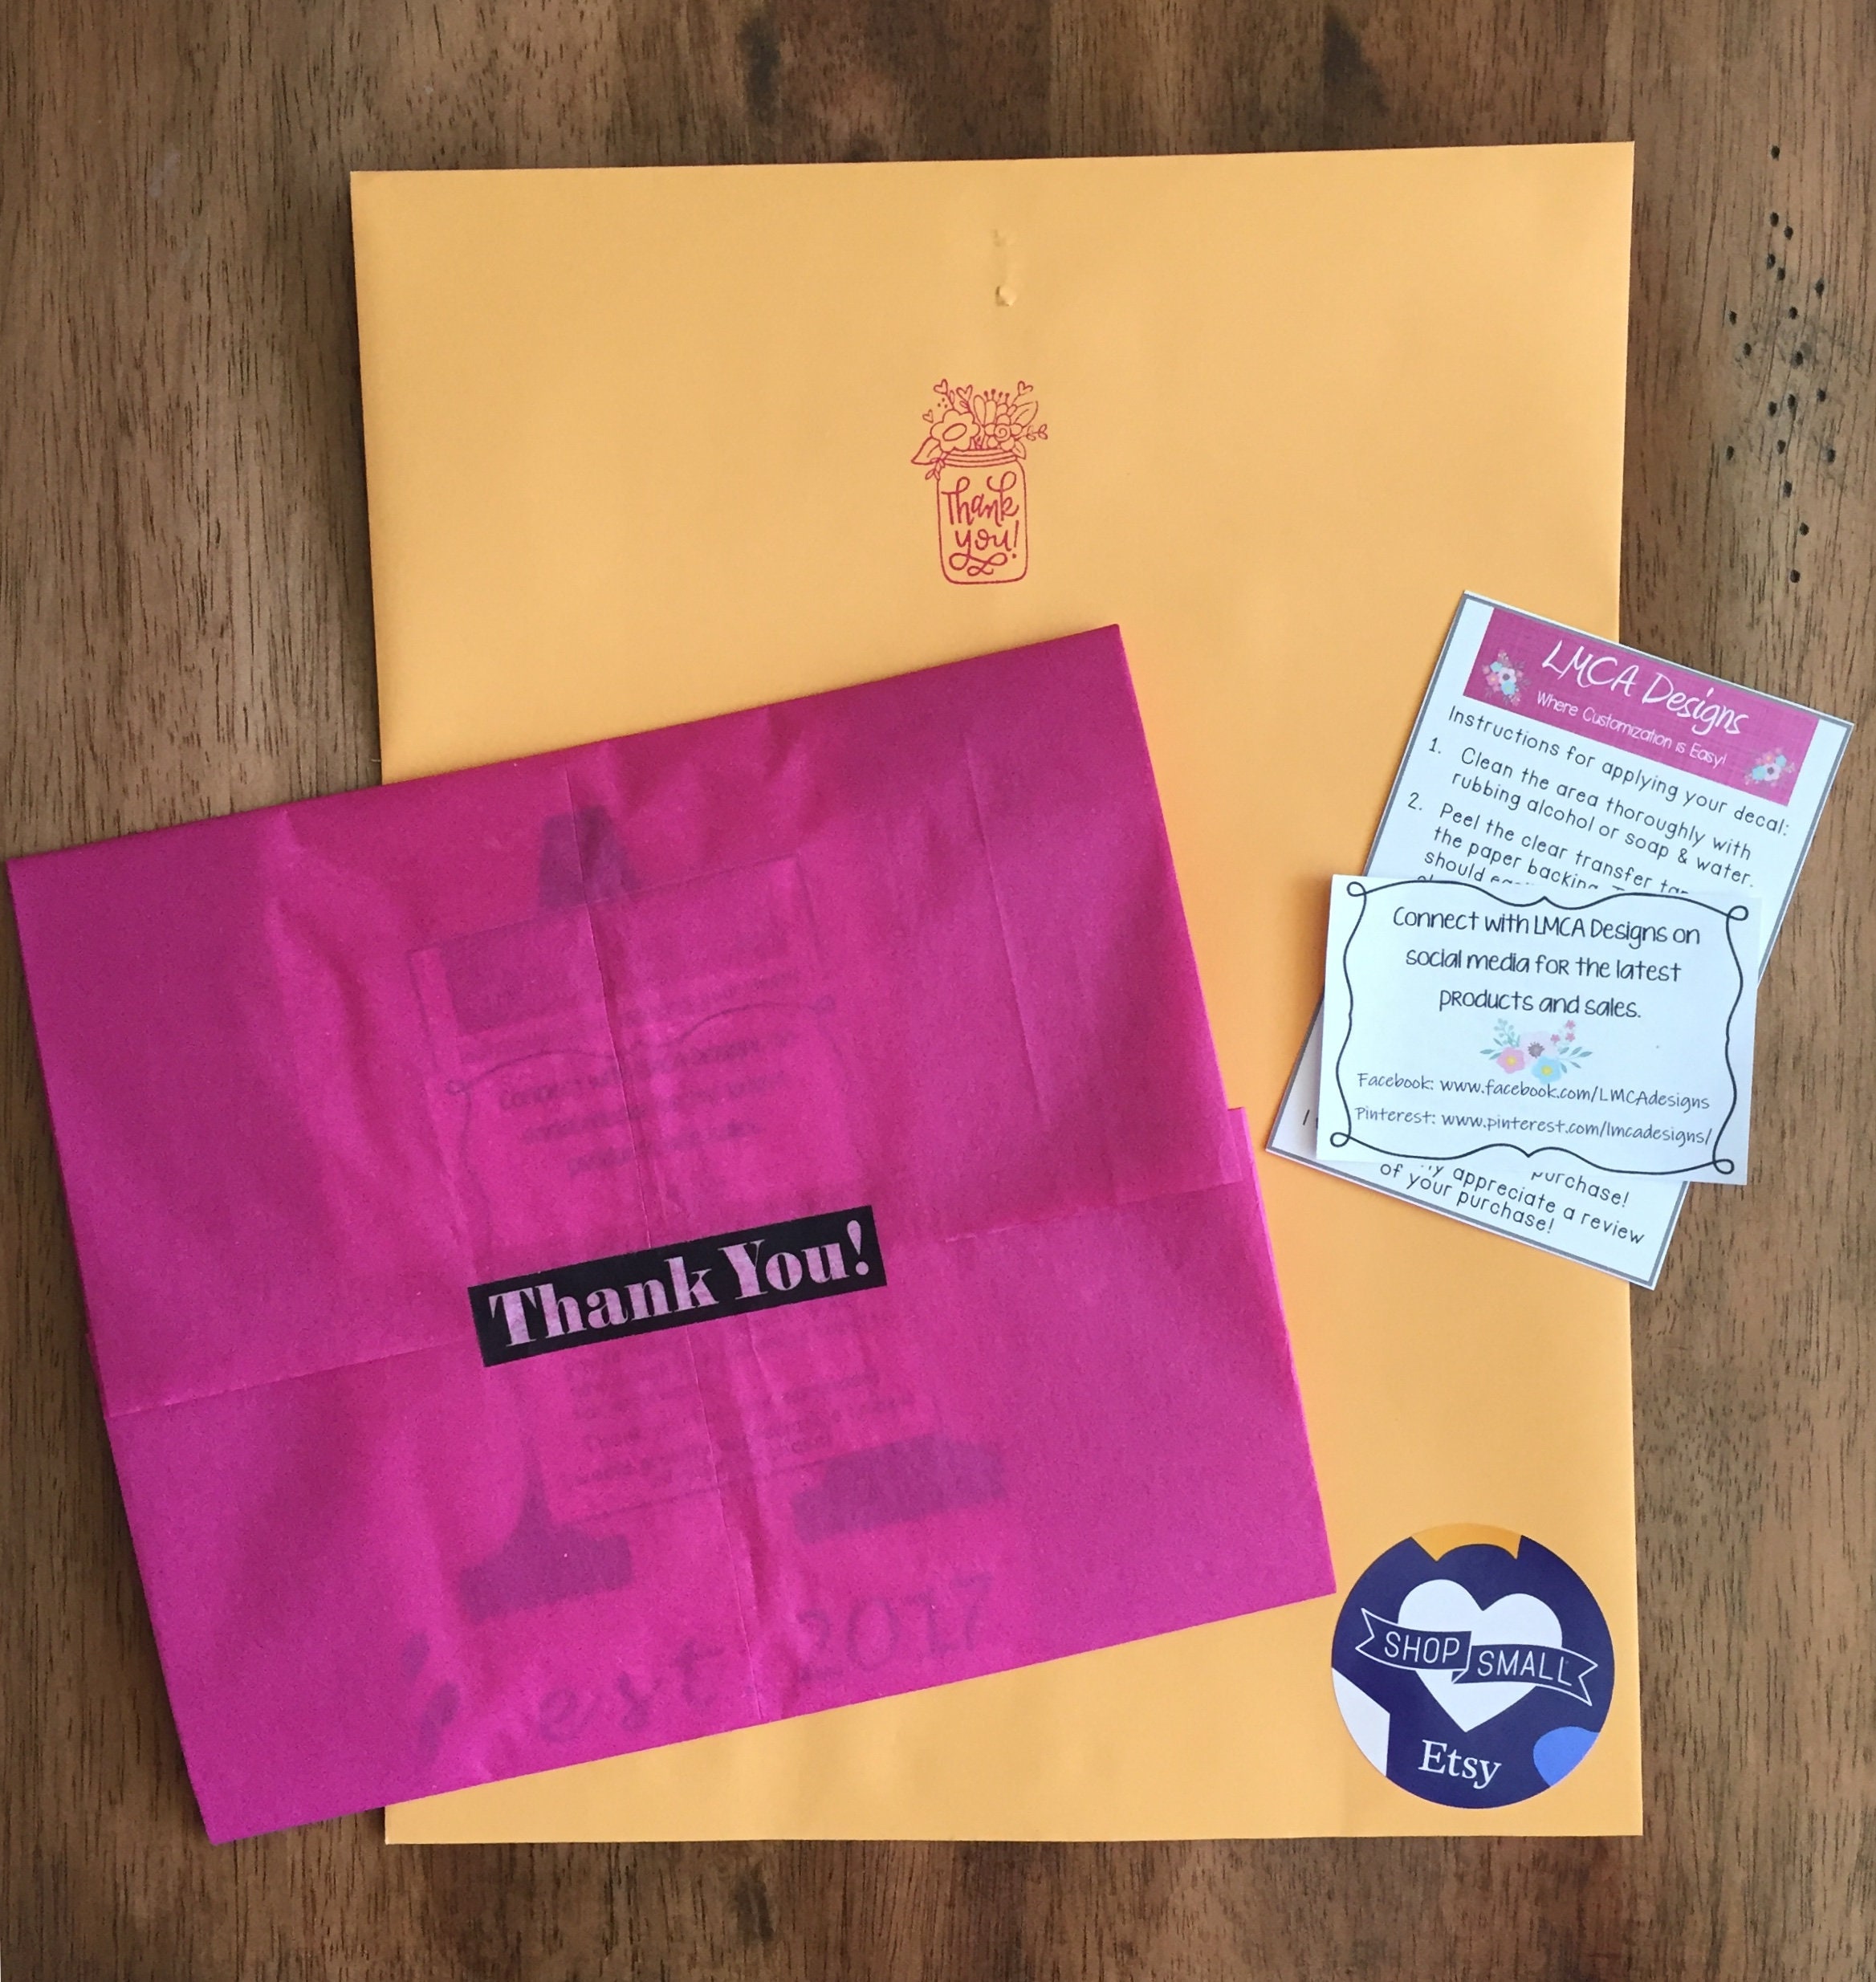 Thank
you!
LMCA Designs
Where Customization is Easy!
Instructions for applying your decal:
1. Clean the area thoroughly with
rubbing alcohol or soap & water.
2. Peel the clear transfer
the paper backing.
should
Connect with LMCA Designs on
social media for the latest
products and sales.
Facebook: www.facebook.com/LMCAdesigns
Pinterest: www.pinterest.com/lmcadesigns/
purchase!
appreciate a review
of your purchase!
Thank You!
est 2017
SHOP SMALL
Etsy